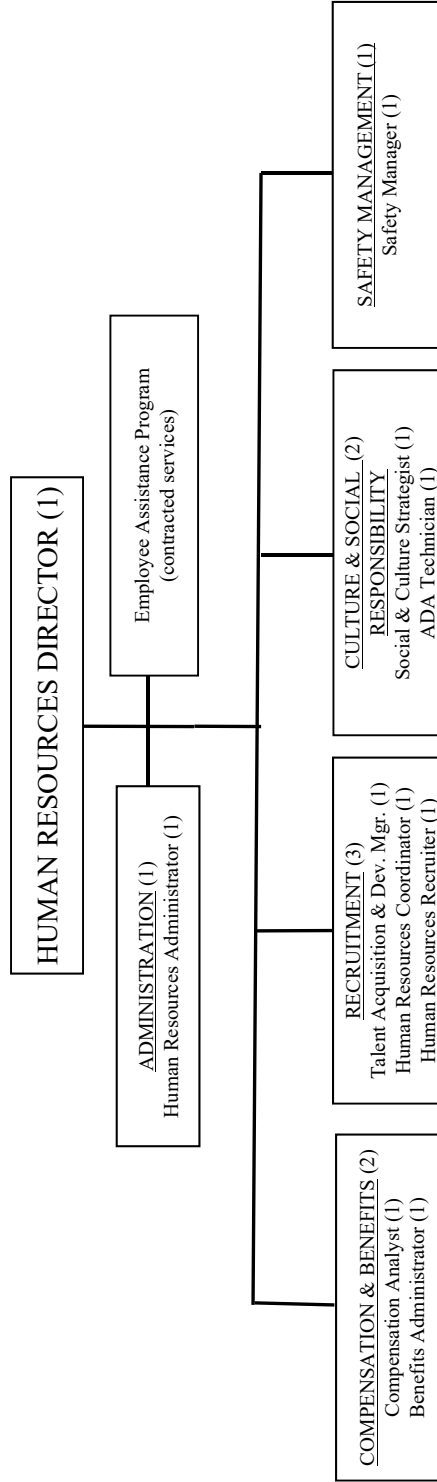 HUMAN RESOURCES DIRECTOR (1)
ADMINISTRATION (1)
Human Resources Administrator (1)
Employee Assistance Program
(contracted services)
COMPENSATION & BENEFITS (2)
Compensation Analyst (1)
Benefits Administrator (1)
RECRUITMENT (3)
Talent Acquisition & Dev. Mgr. (1)
Human Resources Coordinator (1)
Human Resources Recruiter (1)
CULTURE & SOCIAL (2)
RESPONSIBILITY
Social & Culture Strategist (1)
ADA Technician (1)
SAFETY MANAGEMENT (1)
Safety Manager (1)